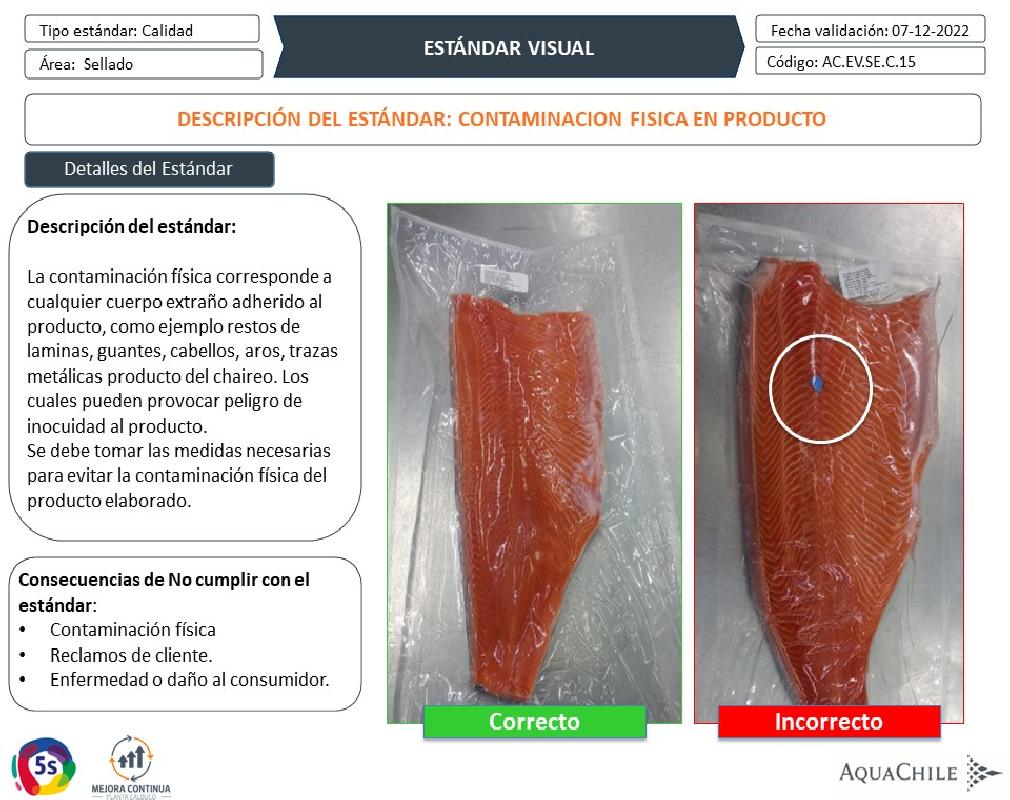 Tipo estándar: Calidad
Área: Sellado
ESTÁNDAR VISUAL
Fecha validación: 07-12-2022
Código: AC.EV.SE.C.15
DESCRIPCIÓN DEL ESTÁNDAR: CONTAMINACION FISICA EN PRODUCTO
Detalles del Estándar
Descripción del estándar:
La contaminación física corresponde a
cualquier cuerpo extraño adherido al
producto, como ejemplo restos de
laminas, guantes, cabellos, aros, trazas
metálicas producto del chaireo. Los
cuales pueden provocar peligro de
inocuidad al producto.
Se debe tomar las medidas necesarias
para evitar la contaminación física del
producto elaborado.
Consecuencias de No cumplir con el
estándar:
• Contaminación física
• Reclamos de cliente.
• Enfermedad o daño al consumidor.
Correcto
Incorrecto
5s
MEJORA CONTINUA
PLANTA CALBUCO
AQUACHILE